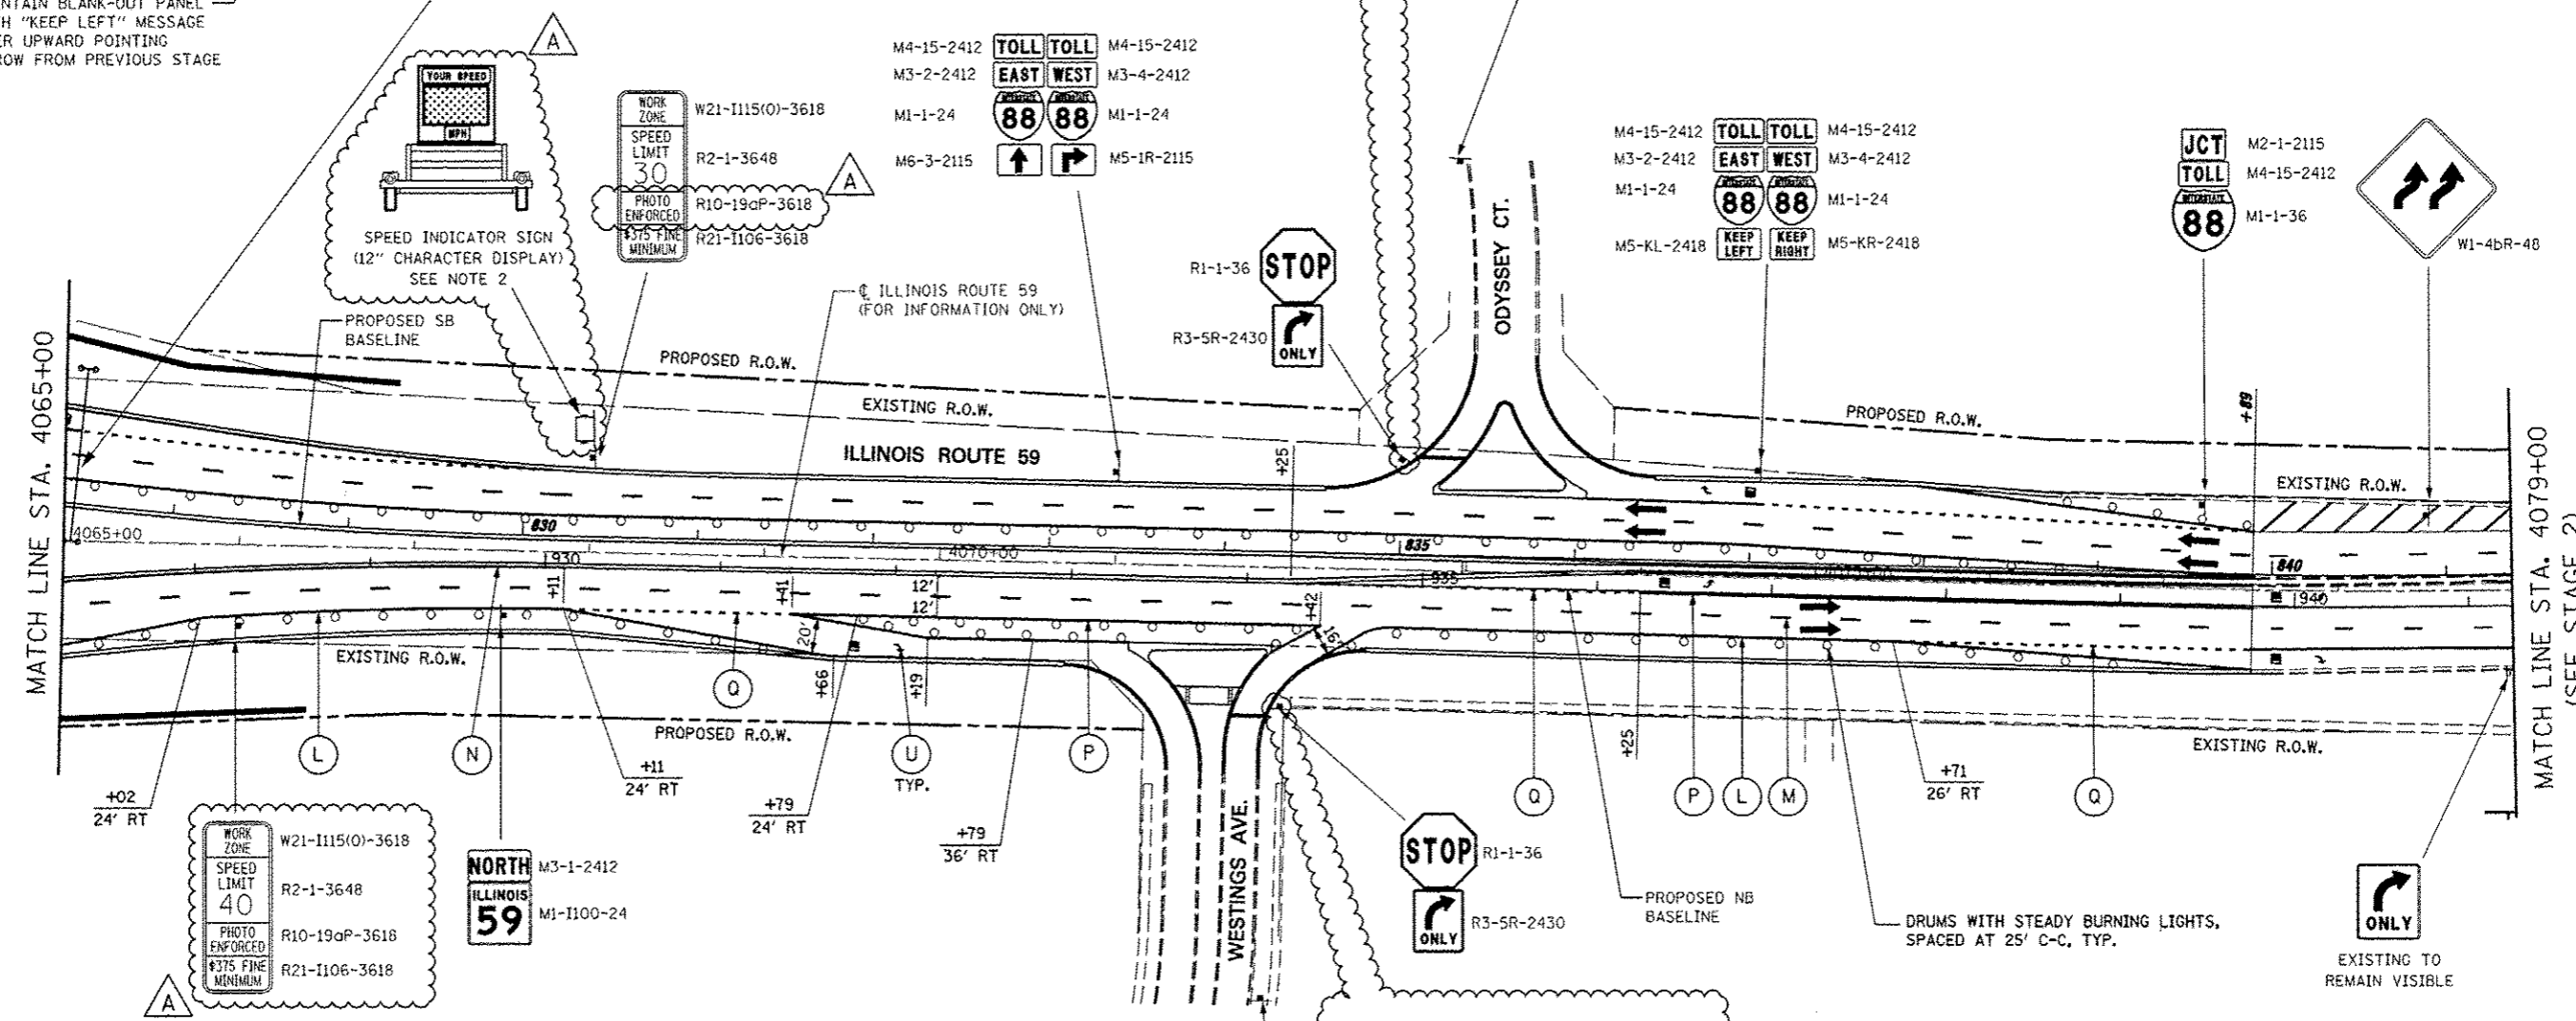 BLANK-OUT PANEL
"KEEP LEFT" MESSAGE
UPWARD POINTING
FROM PREVIOUS STAGE
A
YOUR SPEED
MPH
SPEED INDICATOR SIGN
(12" CHARACTER DISPLAY)
SEE NOTE 2
WORK ZONE W21-I115(O)-3618
SPEED LIMIT 30 R2-1-3648
PHOTO ENFORCED R10-19aP-3618
$375 FINE MINIMUM R21-I106-3618
A
M4-15-2412 TOLL TOLL M4-15-2412
M3-2-2412 EAST WEST M3-4-2412
M1-1-24 INTERSTATE 88 INTERSTATE 88 M1-1-24
M6-3-2115 M5-1R-2115
R1-1-36 STOP
R3-5R-2430 ONLY
ODYSSEY CT.
M4-15-2412 TOLL TOLL M4-15-2412
M3-2-2412 EAST WEST M3-4-2412
M1-1-24 INTERSTATE 88 INTERSTATE 88 M1-1-24
M5-KL-2418 KEEP LEFT KEEP RIGHT M5-KR-2418
JCT M2-1-2115
TOLL M4-15-2412
INTERSTATE 88 M1-1-36
W1-4bR-48
PROPOSED SB
BASELINE
℄ ILLINOIS ROUTE 59
(FOR INFORMATION ONLY)
PROPOSED R.O.W.
EXISTING R.O.W.
ILLINOIS ROUTE 59
PROPOSED R.O.W.
EXISTING R.O.W.
+25
+89
MATCH LINE STA. 4065+00
MATCH LINE STA. 4079+00
(SEE STAGE 2)
4065+00
830
930
4070+00
835
935
840
940
+11
+41
12'
12'
+42
20'
16'
+66
+19
+25
EXISTING R.O.W.
PROPOSED R.O.W.
EXISTING R.O.W.
L
N
Q
U
TYP.
P
Q
P
L
M
Q
+02
24' RT
+11
24' RT
+79
24' RT
+79
36' RT
+71
26' RT
WESTINGS AVE.
WORK ZONE W21-I115(O)-3618
SPEED LIMIT 40 R2-1-3648
PHOTO ENFORCED R10-19aP-3618
$375 FINE MINIMUM R21-I106-3618
A
NORTH M3-1-2412
ILLINOIS 59 M1-I100-24
STOP R1-1-36
ONLY R3-5R-2430
PROPOSED NB
BASELINE
DRUMS WITH STEADY BURNING LIGHTS,
SPACED AT 25' C-C, TYP.
ONLY
EXISTING TO
REMAIN VISIBLE